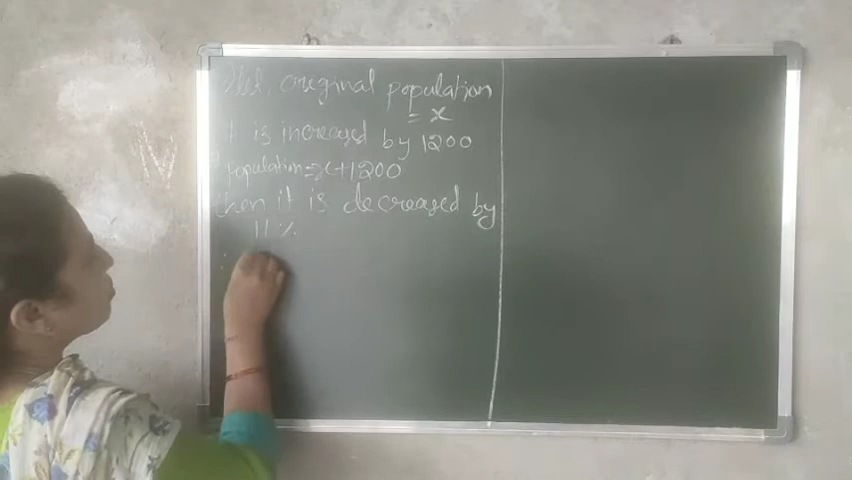 Let, original population
= x
it is increased by 1200
population = x+1200
then it is decreased by
11 %